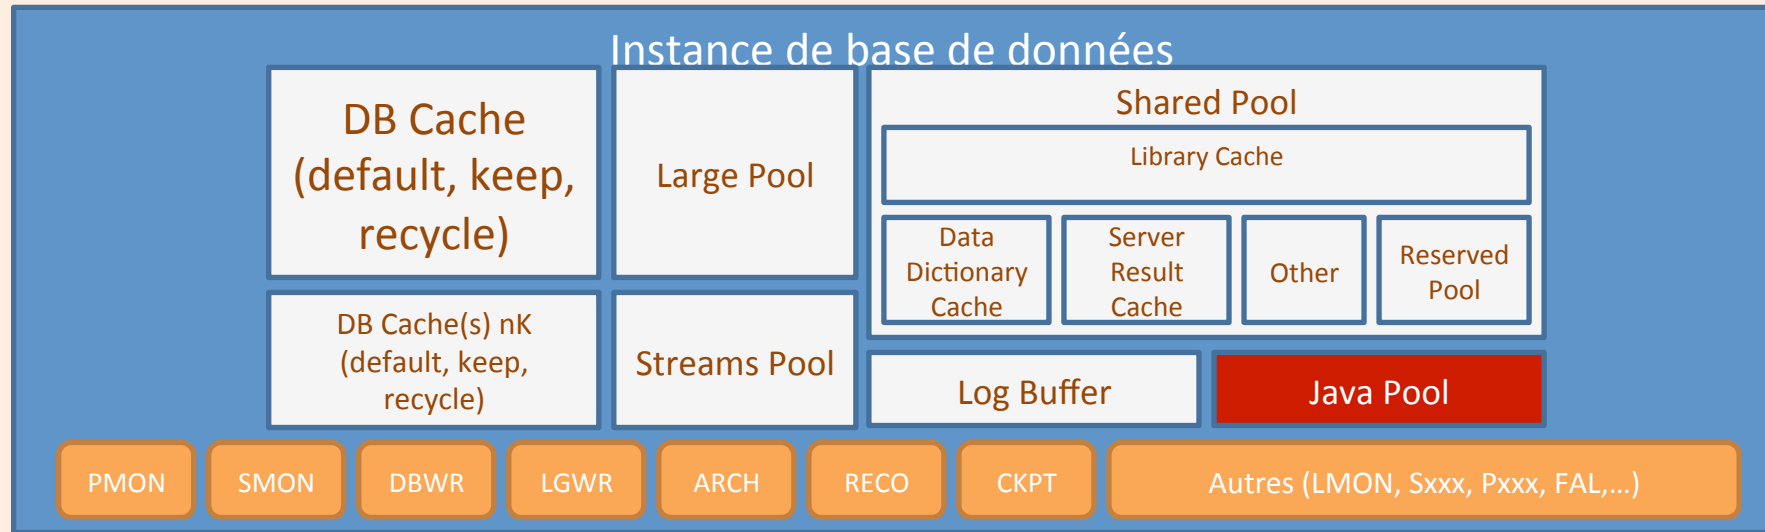 Instance de base de données
DB Cache
(default, keep,
recycle)
Large Pool
Shared Pool
Library Cache
Data
Dictionary
Cache
Server
Result
Cache
Other
Reserved
Pool
DB Cache(s) nK
(default, keep,
recycle)
Streams Pool
Log Buffer
Java Pool
PMON
SMON
DBWR
LGWR
ARCH
RECO
CKPT
Autres (LMON, Sxxx, Pxxx, FAL,...)